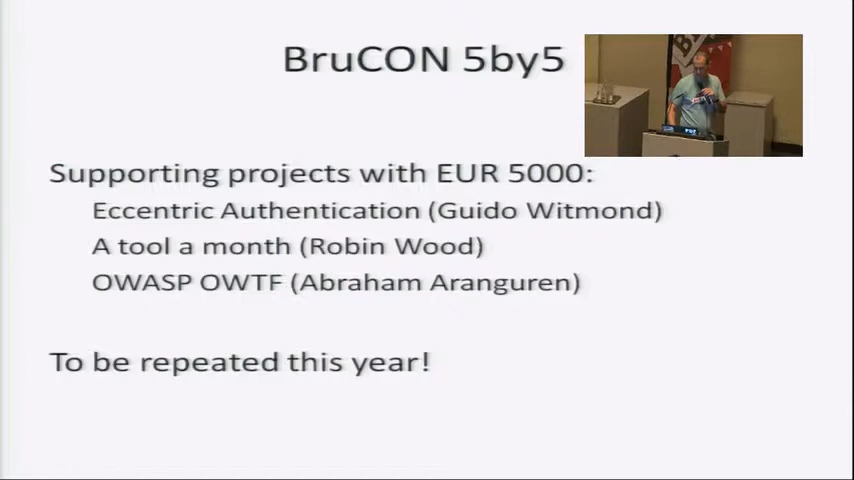 BruCON 5by5
Supporting projects with EUR 5000:
Eccentric Authentication (Guido Witmond)
A tool a month (Robin Wood)
OWASP OWTF (Abraham Aranguren)
To be repeated this year!